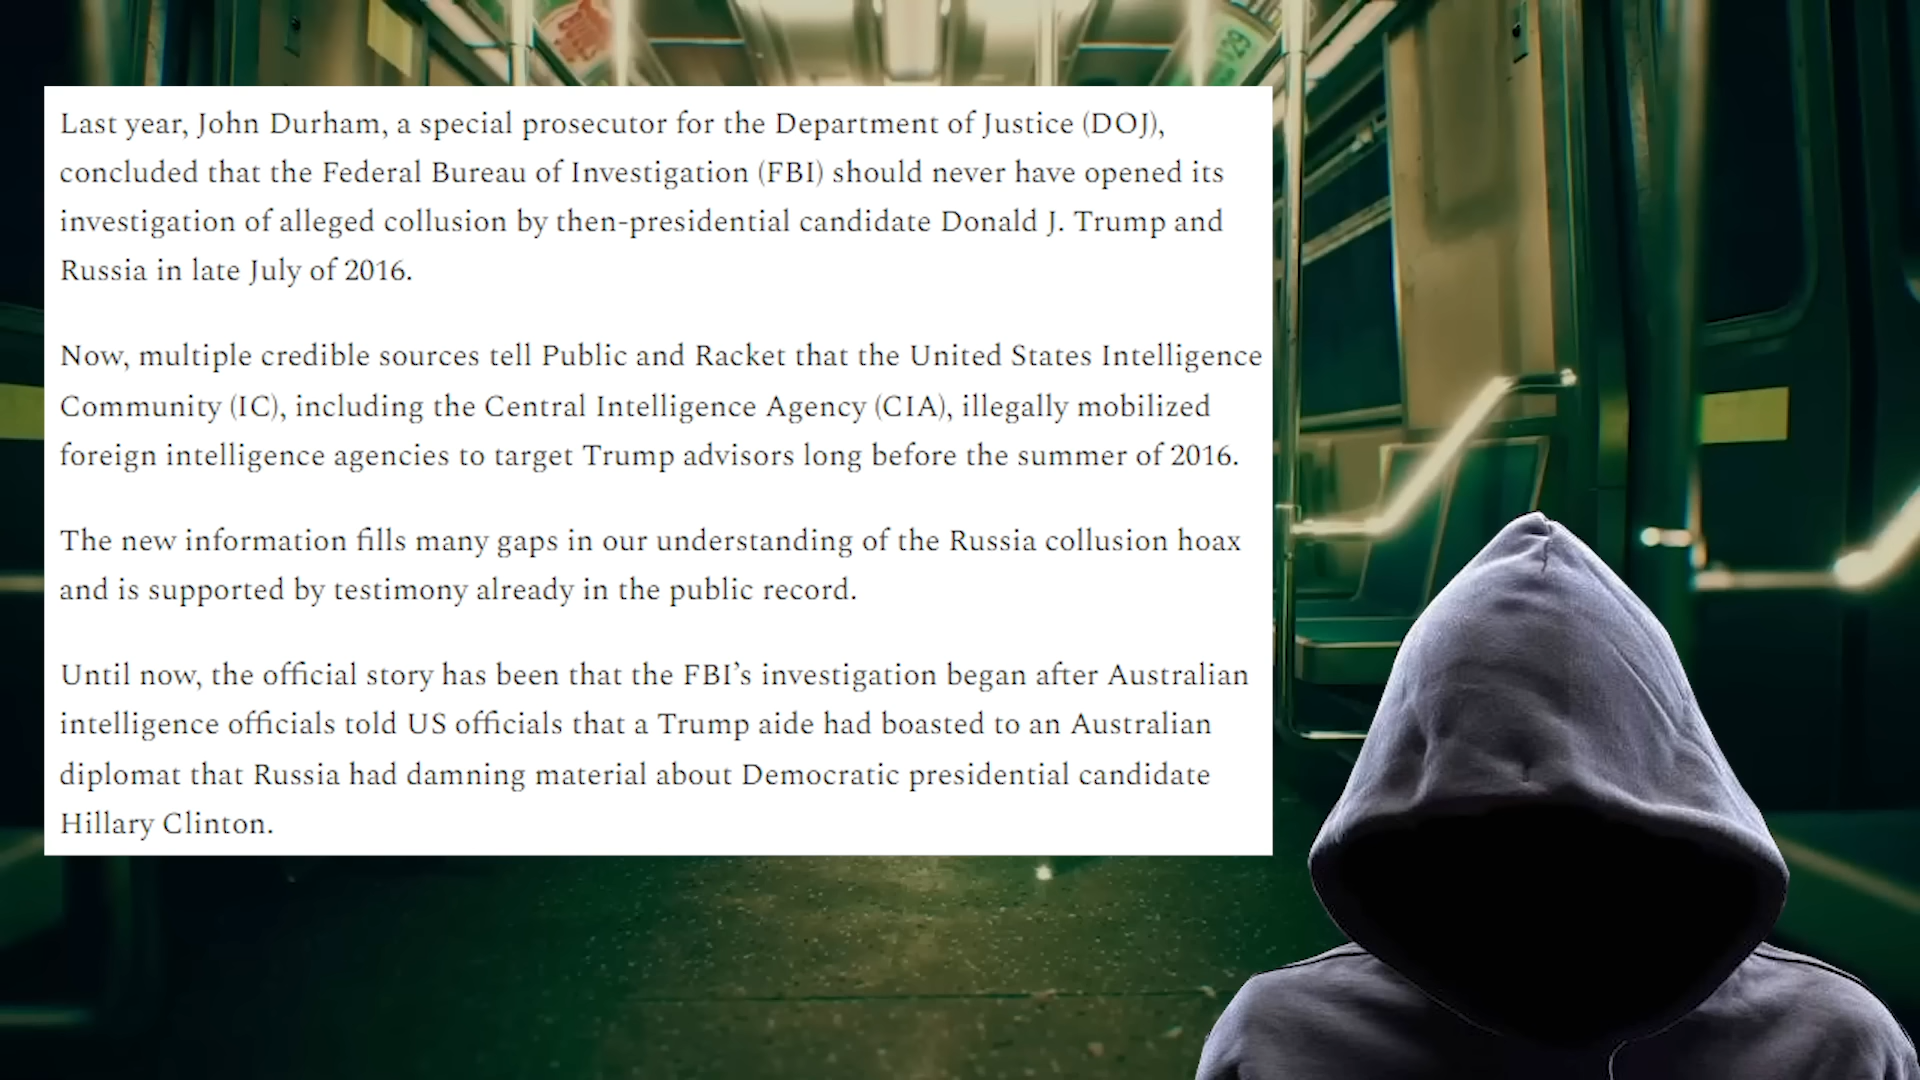 Last year, John Durham, a special prosecutor for the Department of Justice (DOJ),
concluded that the Federal Bureau of Investigation (FBI) should never have opened its
investigation of alleged collusion by then-presidential candidate Donald J. Trump and
Russia in late July of 2016.
Now, multiple credible sources tell Public and Racket that the United States Intelligence
Community (IC), including the Central Intelligence Agency (CIA), illegally mobilized
foreign intelligence agencies to target Trump advisors long before the summer of 2016.
The new information fills many gaps in our understanding of the Russia collusion hoax
and is supported by testimony already in the public record.
Until now, the official story has been that the FBI’s investigation began after Australian
intelligence officials told US officials that a Trump aide had boasted to an Australian
diplomat that Russia had damning material about Democratic presidential candidate
Hillary Clinton.